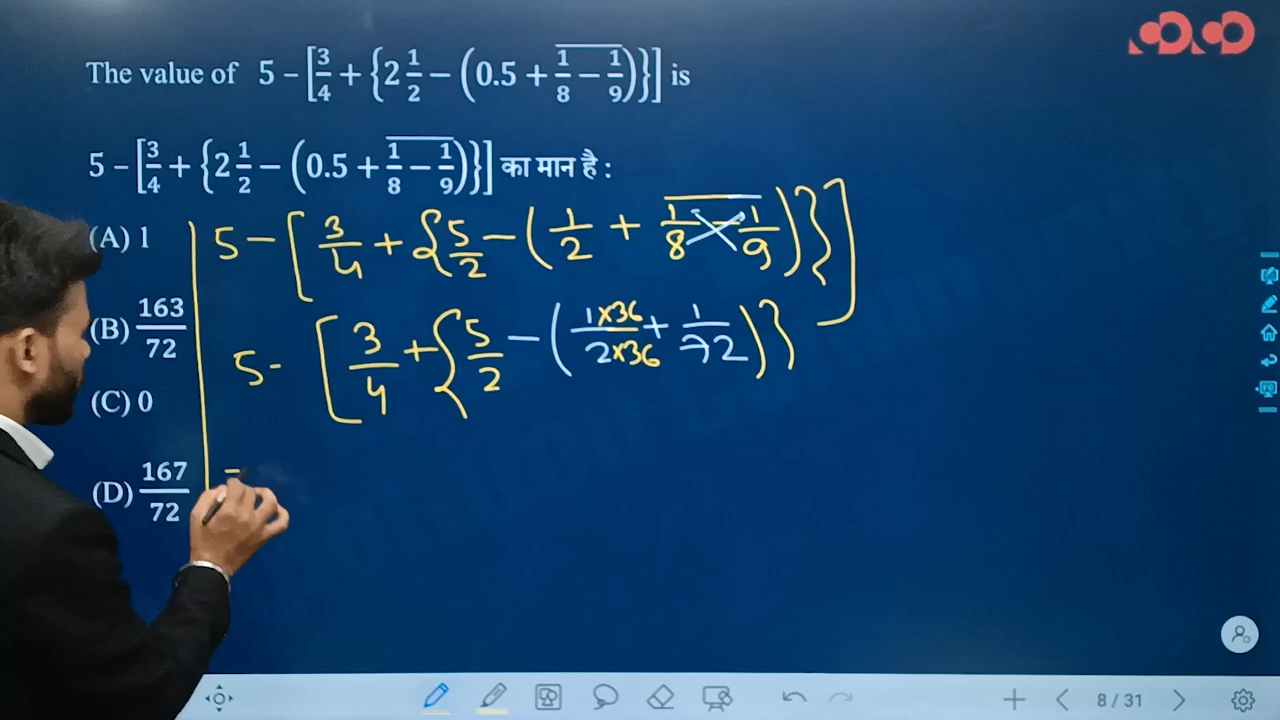 The value of 5 − [3/4 + {2 1/2 − (0.5 + \overline{1/8 − 1/9})}] is
5 − [3/4 + {2 1/2 − (0.5 + \overline{1/8 − 1/9})}] का मान है :
(A) 1
(B) 163/72
(C) 0
(D) 167/72
5 − [3/4 + {5/2 − (1/2 + \overline{1/8 − 1/9})}]
5 - [3/4 + {5/2 − (1×36/2×36 + 1/72)}
8 / 31